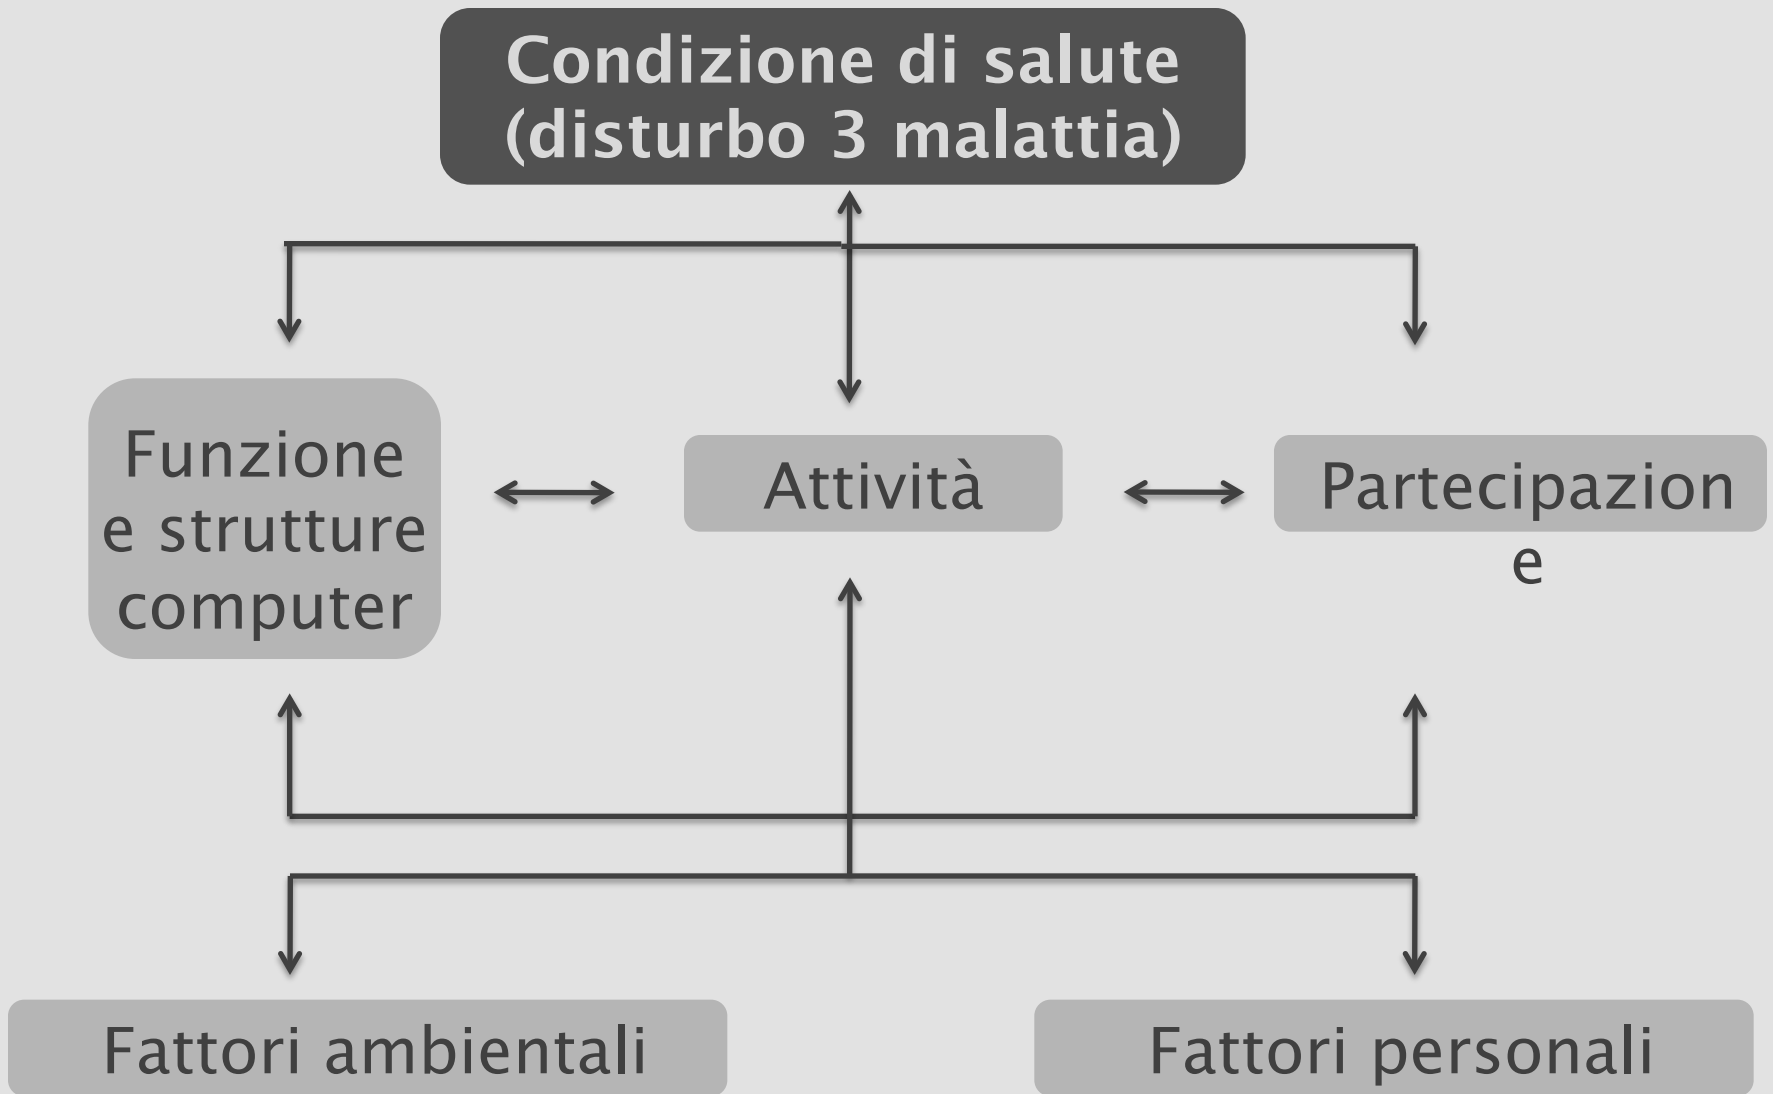 Condizione di salute
(disturbo 3 malattia)
Funzione
e strutture
computer
Attività
Partecipazion
e
Fattori ambientali
Fattori personali